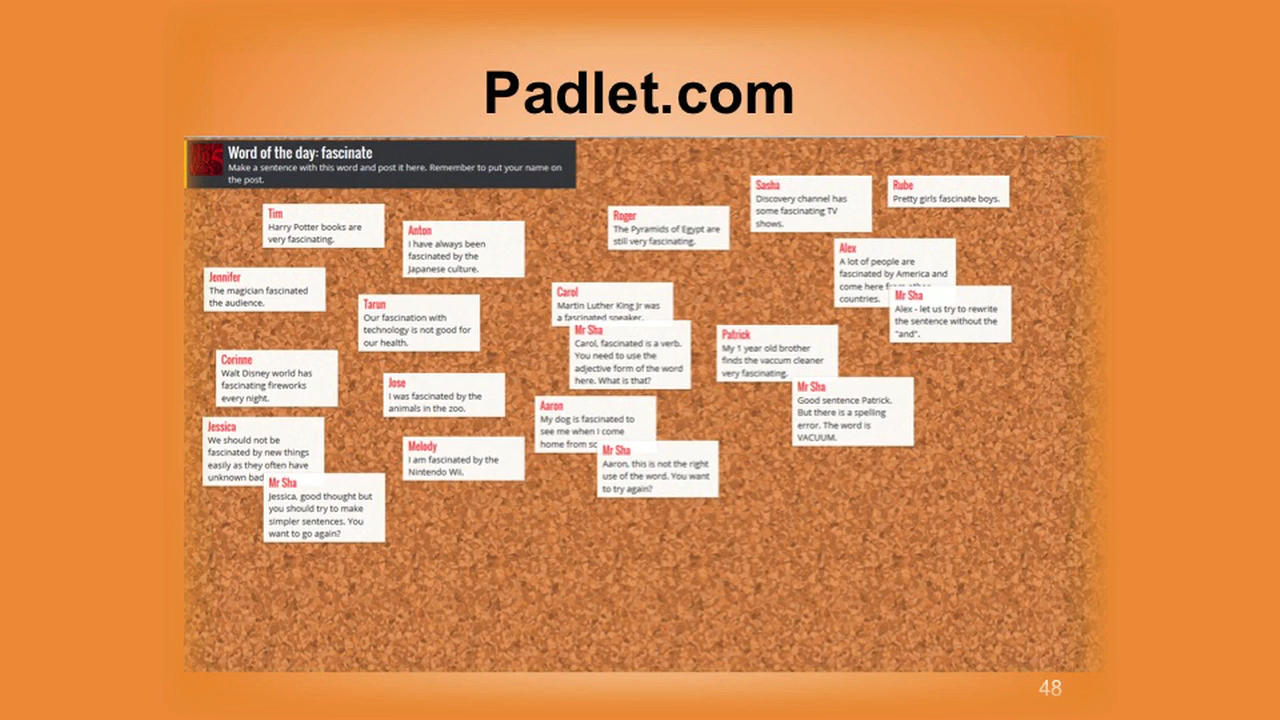 Padlet.com
Word of the day: fascinate
Make a sentence with this word and post it here. Remember to put your name on
the post.
Tim
Harry Potter books are
very fascinating.
Anton
I have always been
fascinated by the
Japanese culture.
Roger
The Pyramids of Egypt are
still very fascinating.
Sasha
Discovery channel has
some fascinating TV
shows.
Rube
Pretty girls fascinate boys.
Alex
A lot of people are
fascinated by America and
come here from other
countries.
Mr Sha
Alex - let us try to rewrite
the sentence without the
"and".
Jennifer
The magician fascinated
the audience.
Tarun
Our fascination with
technology is not good for
our health.
Carol
Martin Luther King Jr was
a fascinated speaker.
Mr Sha
Carol, fascinated is a verb.
You need to use the
adjective form of the word
here. What is that?
Patrick
My 1 year old brother
finds the vaccum cleaner
very fascinating.
Mr Sha
Good sentence Patrick.
But there is a spelling
error. The word is
VACUUM.
Corinne
Walt Disney world has
fascinating fireworks
every night.
Jose
I was fascinated by the
animals in the zoo.
Aaron
My dog is fascinated to
see me when I come
home from sc
Mr Sha
Aaron, this is not the right
use of the word. You want
to try again?
Jessica
We should not be
fascinated by new things
easily as they often have
unknown bad
Mr Sha
Jessica, good thought but
you should try to make
simpler sentences. You
want to go again?
Melody
I am fascinated by the
Nintendo Wii.
48